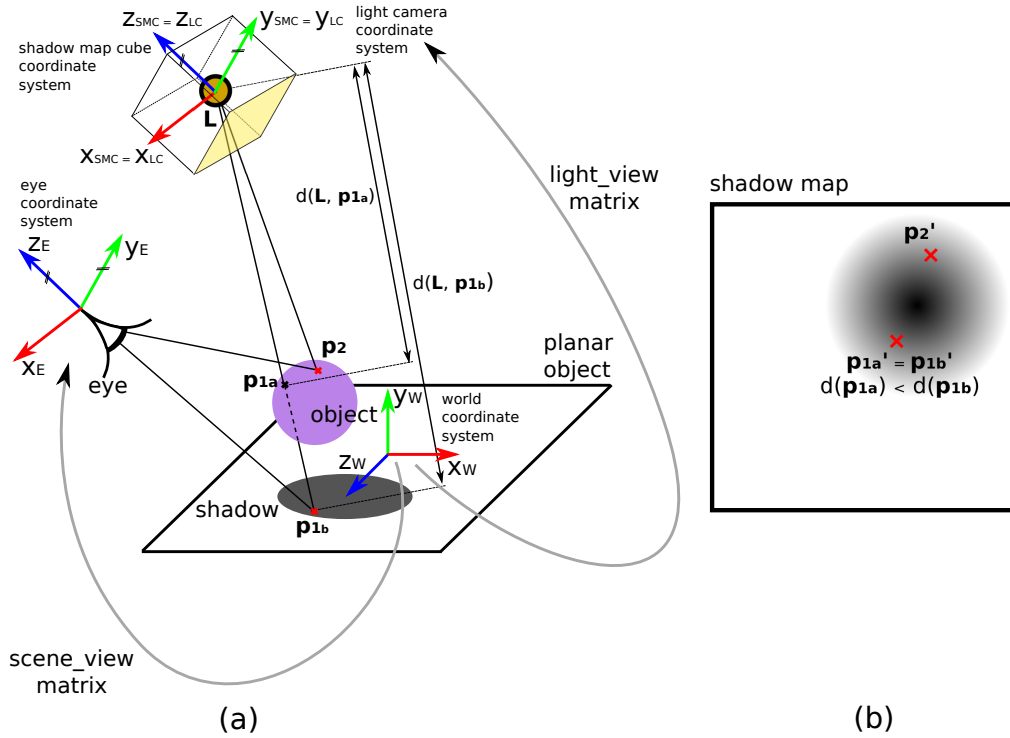 zSMC = zLC
ySMC = yLC
light camera
coordinate
system
shadow map cube
coordinate
system
L
xSMC = xLC
d(L, p1a)
light_view
matrix
shadow map
eye
coordinate
system
zE
yE
p2'
d(L, p1b)
xE
eye
p2
planar
object
p1a' = p1b'
d(p1a) < d(p1b)
p1a
object
yW
world
coordinate
system
zW
xW
shadow
p1b
scene_view
matrix
(a)
(b)